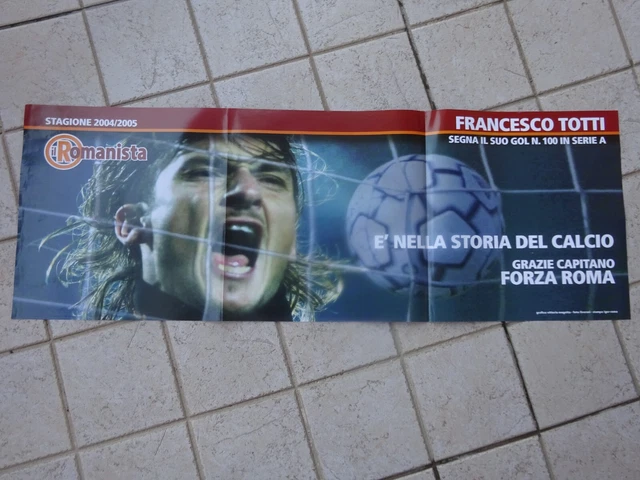 STAGIONE 2004/2005
il Romanista
FRANCESCO TOTTI
SEGNA IL SUO GOL N. 100 IN SERIE A
E' NELLA STORIA DEL CALCIO
GRAZIE CAPITANO
FORZA ROMA